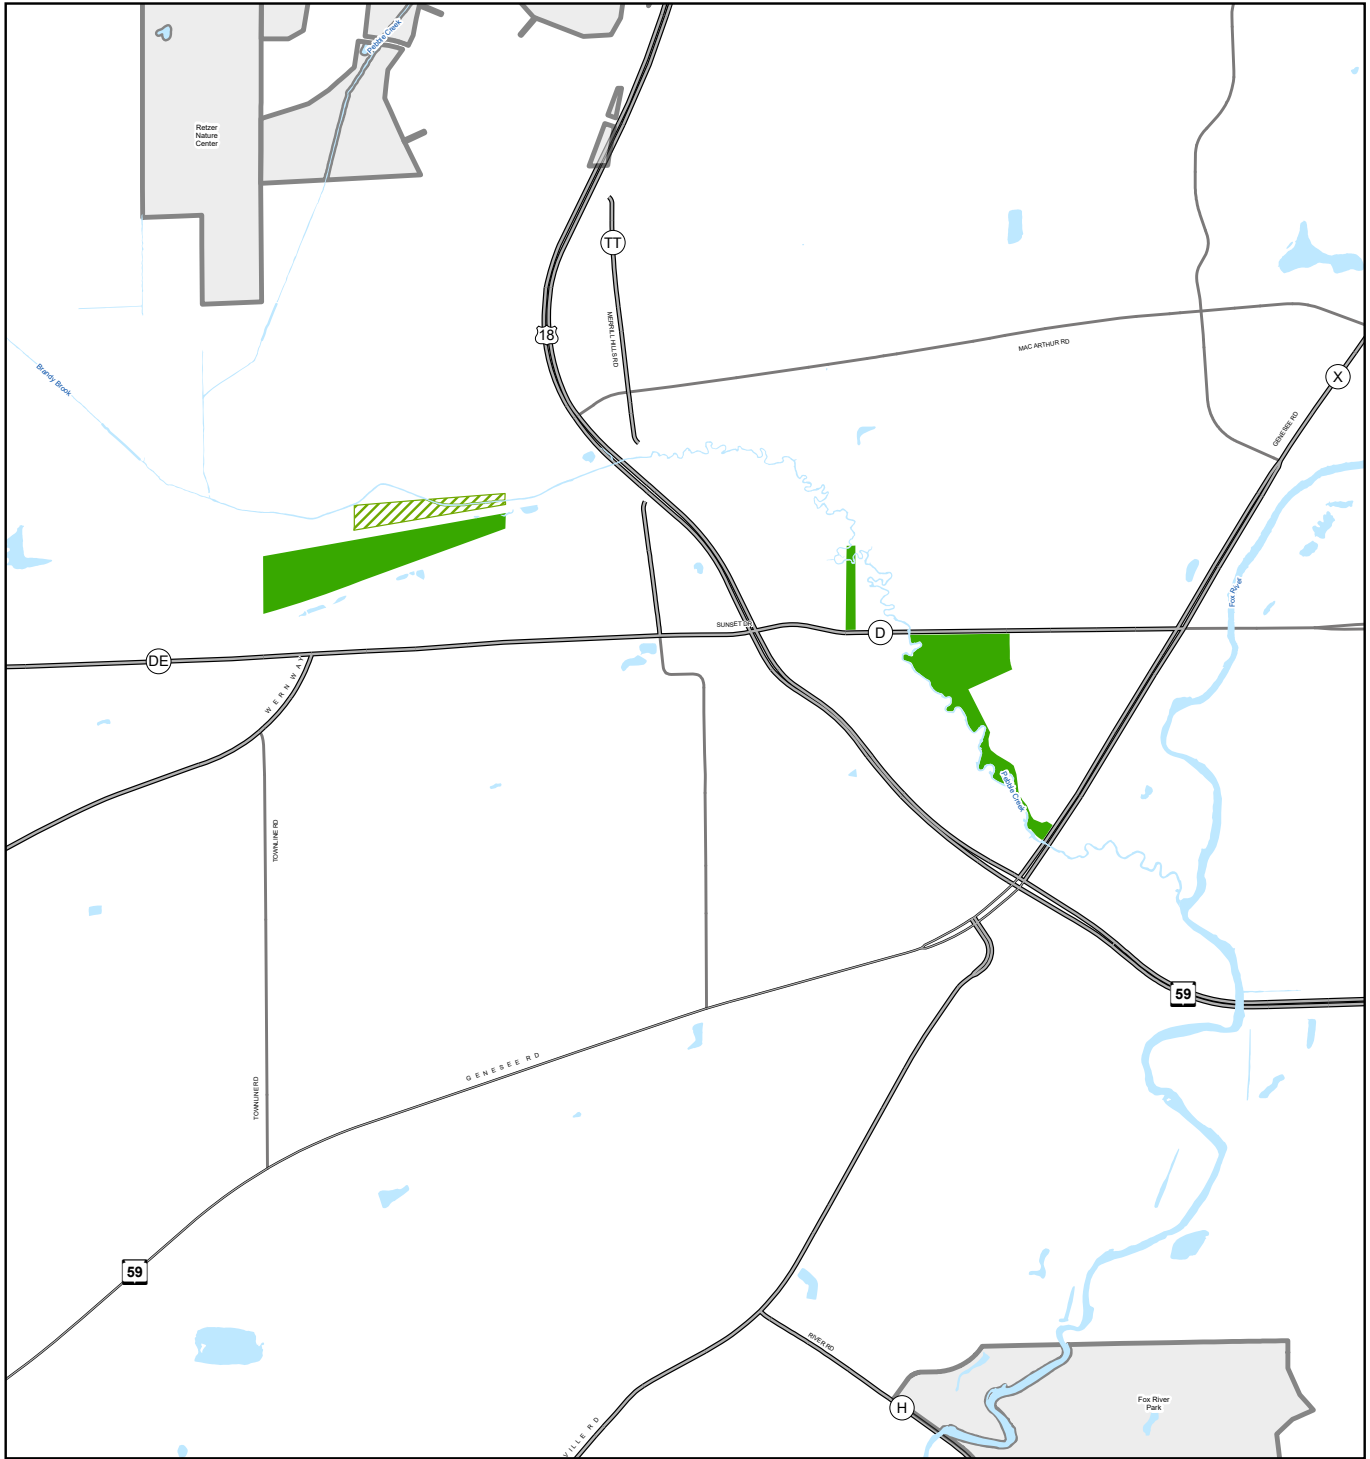 Pebble Creek
Retzer
Nature
Center
TT
18
MERRILL HILLS RD
MAC ARTHUR RD
X
Brandy Brook
GENESEE RD
Fox River
SUNSET DR
D
DE
WERN WAY
Pebble Creek
TOWNLINE RD
59
GENESEE RD
TOWNLINE RD
59
RIVER RD
Fox River
Park
H
VILLE RD